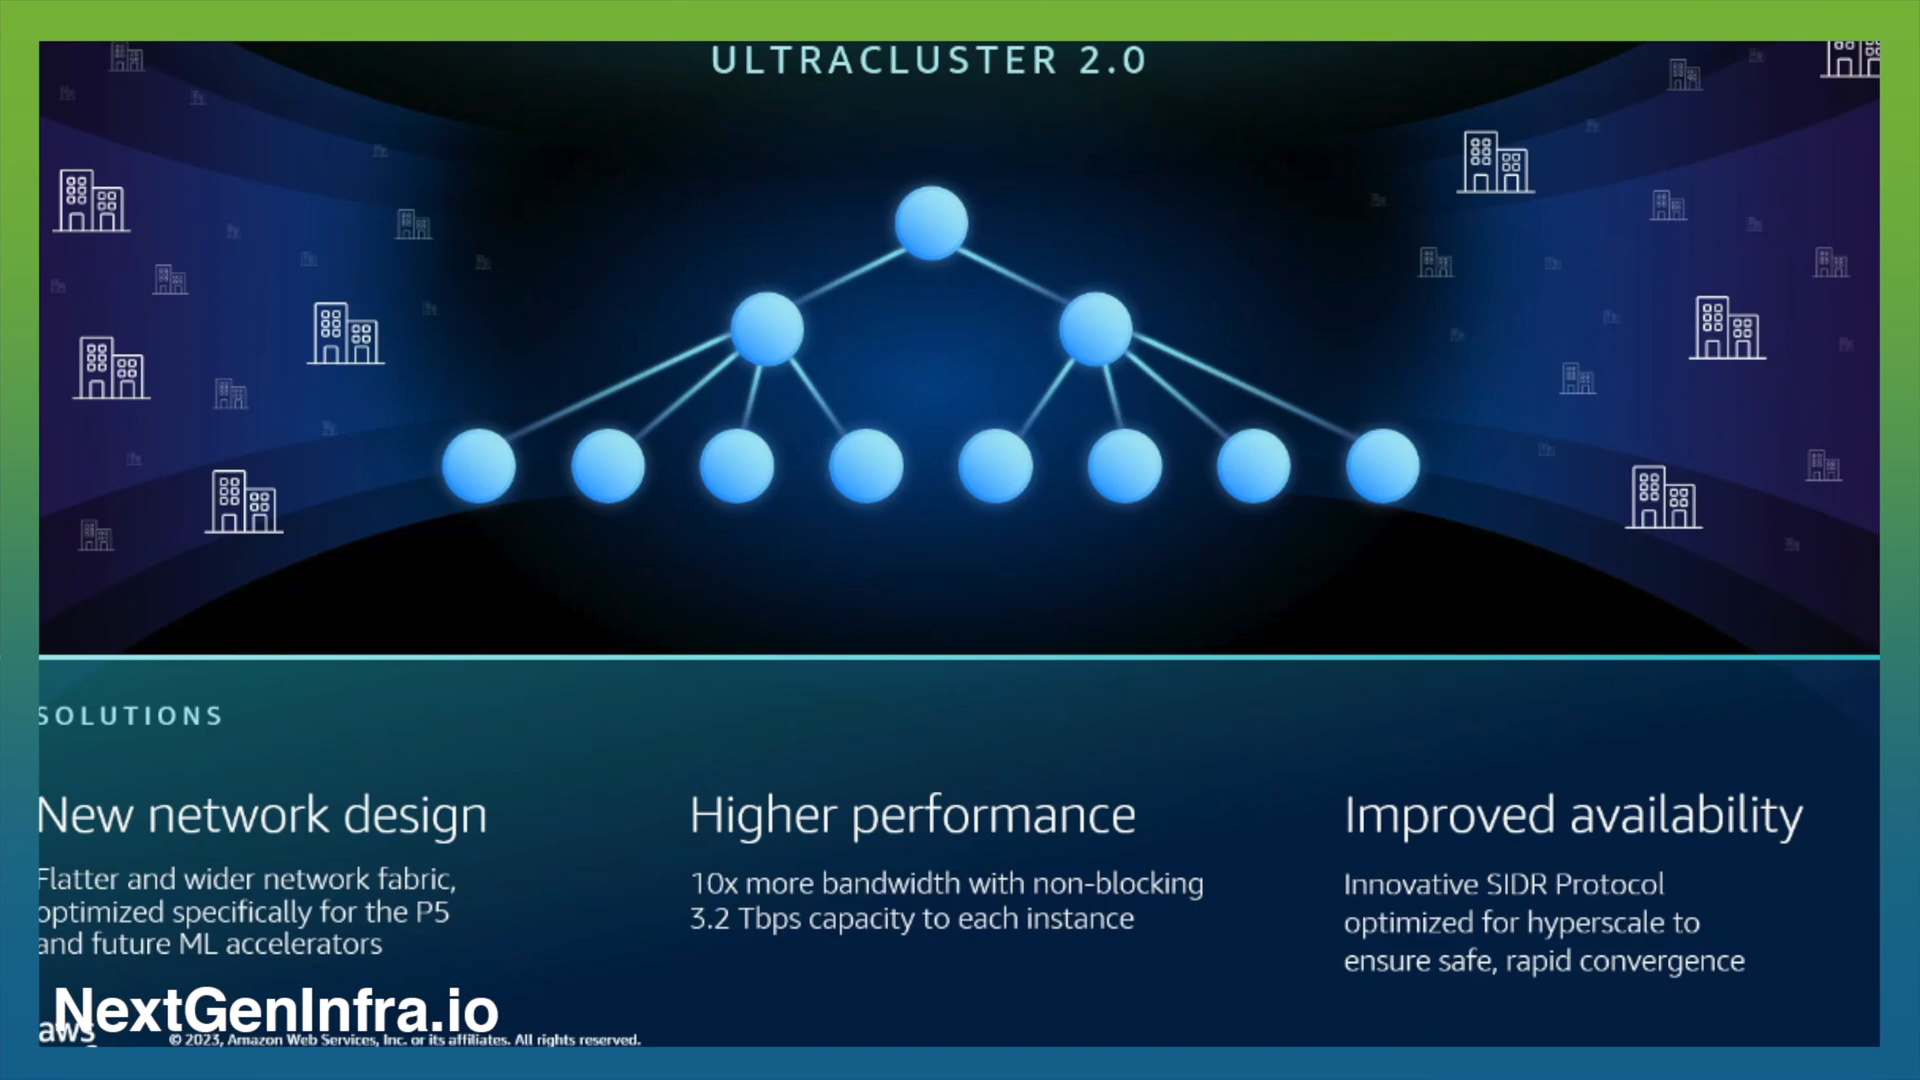 ULTRACLUSTER 2.0
SOLUTIONS
New network design
Flatter and wider network fabric,
optimized specifically for the P5
and future ML accelerators
Higher performance
10x more bandwidth with non-blocking
3.2 Tbps capacity to each instance
Improved availability
Innovative SIDR Protocol
optimized for hyperscale to
ensure safe, rapid convergence
NextGenInfra.io
aws
© 2023, Amazon Web Services, Inc. or its affiliates. All rights reserved.